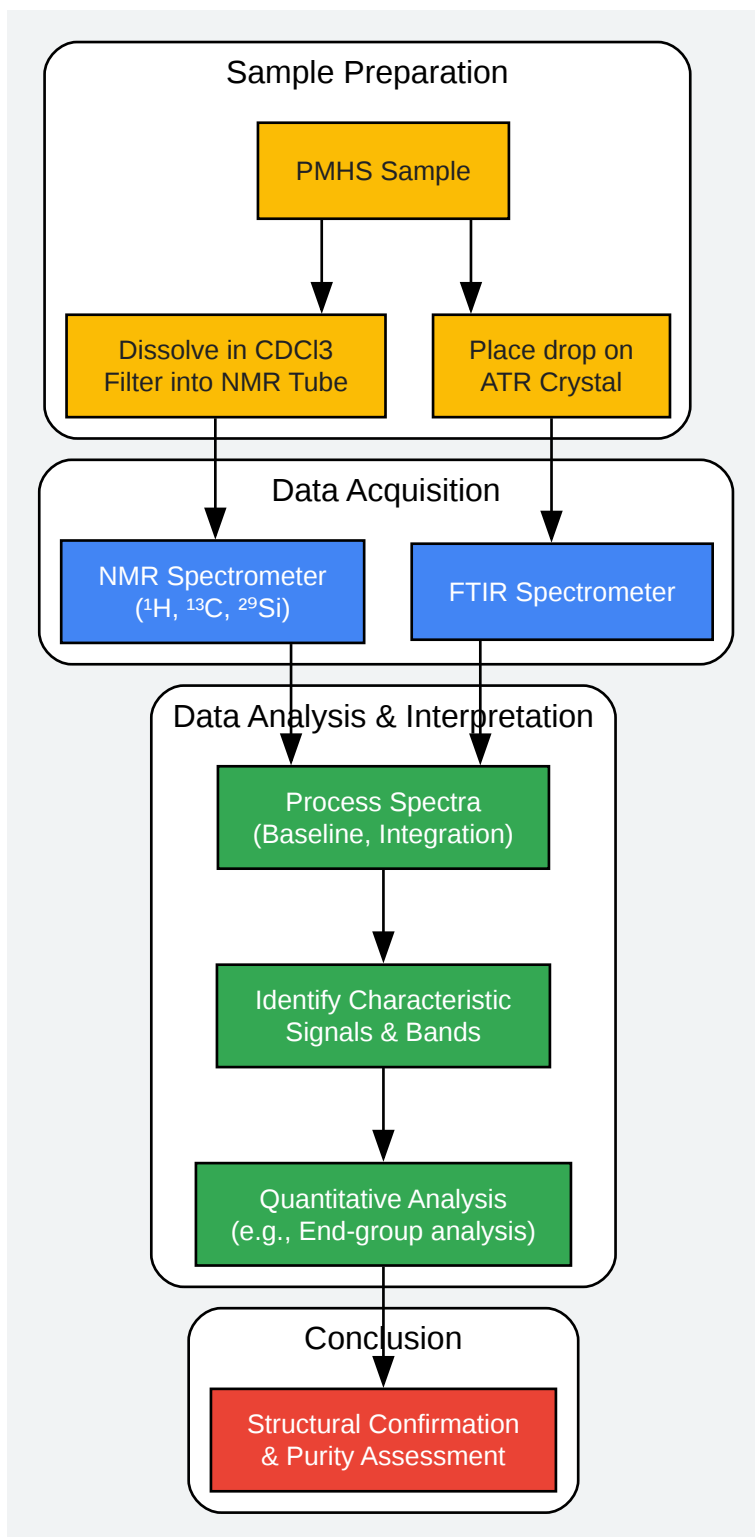 Sample Preparation
PMHS Sample
Dissolve in CDCl3
Filter into NMR Tube
Place drop on
ATR Crystal
Data Acquisition
NMR Spectrometer
(¹H, ¹³C, ²⁹Si)
FTIR Spectrometer
Data Analysis & Interpretation
Process Spectra
(Baseline, Integration)
Identify Characteristic
Signals & Bands
Quantitative Analysis
(e.g., End-group analysis)
Conclusion
Structural Confirmation
& Purity Assessment